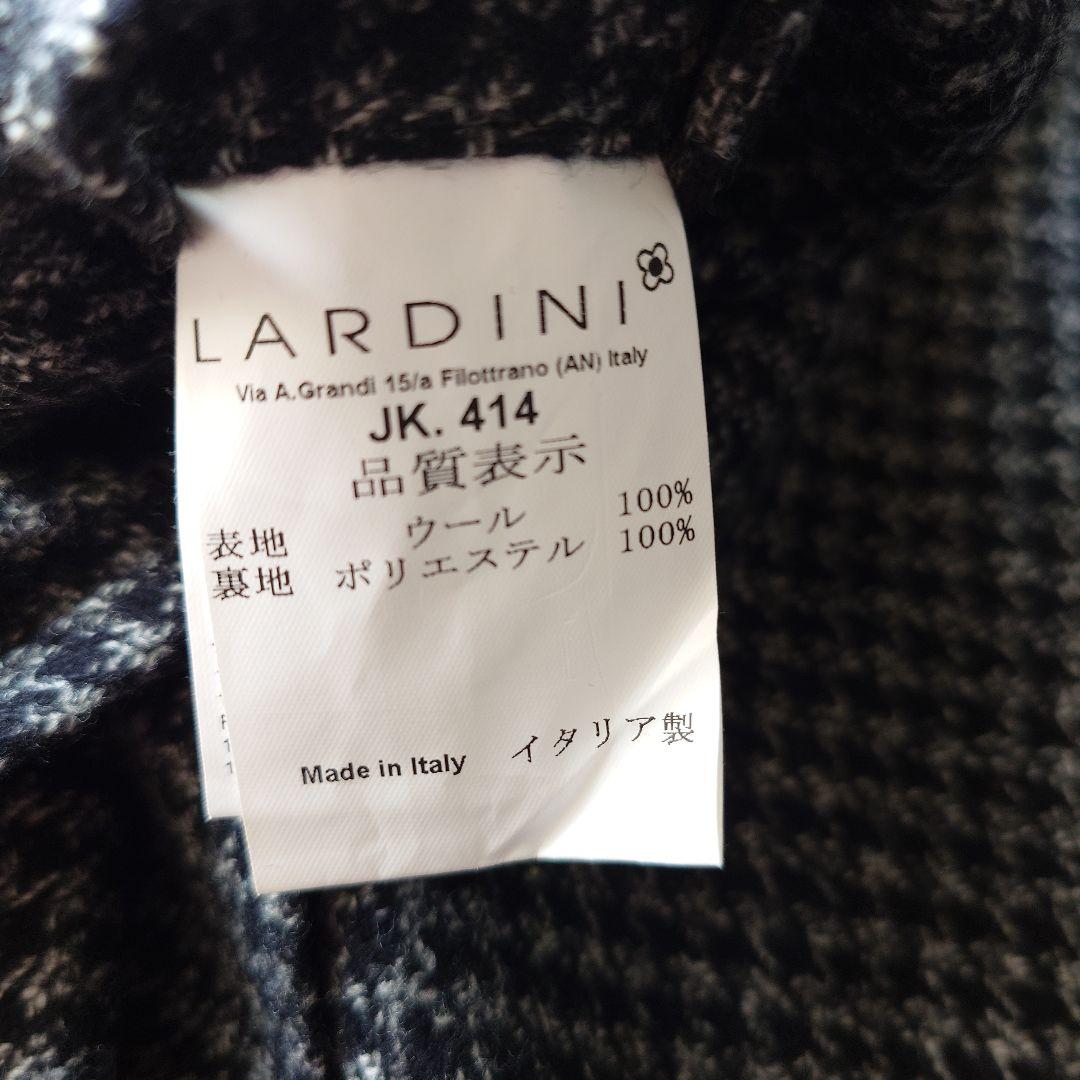 LARDINI
Via A.Grandi 15/a Filottrano (AN) Italy
JK. 414
品質表示
表地 ウール 100%
裏地 ポリエステル 100%
Made in Italy イタリア製